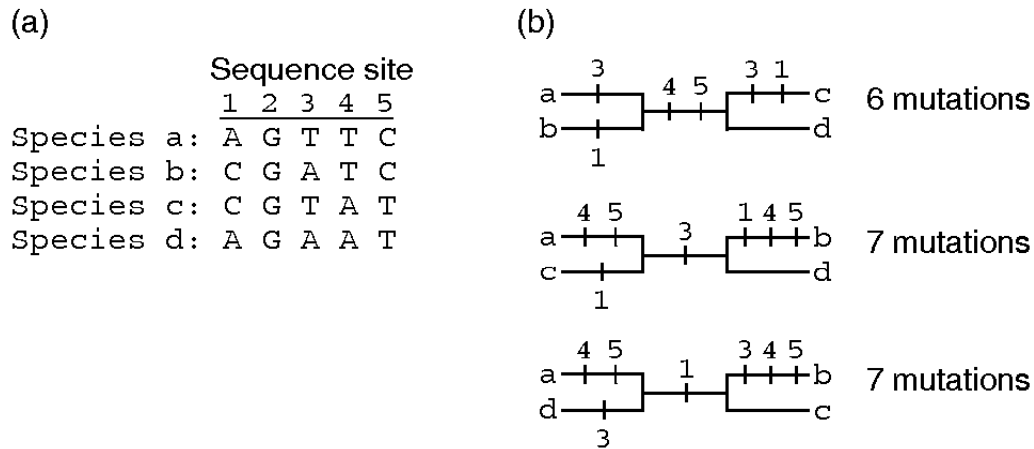 (a)
Sequence site
1 2 3 4 5
Species a: A G T T C
Species b: C G A T C
Species c: C G T A T
Species d: A G A A T
(b)
3 4 5 3 1
a c 6 mutations
b d
1
4 5 3 1 4 5
a b 7 mutations
c d
1
4 5 1 3 4 5
a b 7 mutations
d c
3